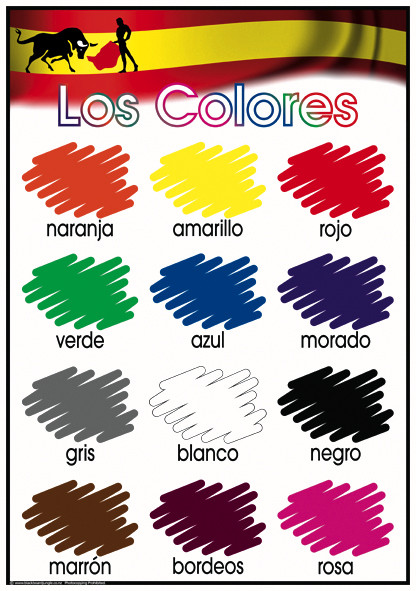 Los Colores
naranja amarillo rojo
verde azul morado
gris blanco negro
marrón bordeos rosa
© www.blackboardjungle.co.nz Photocopying Prohibited.